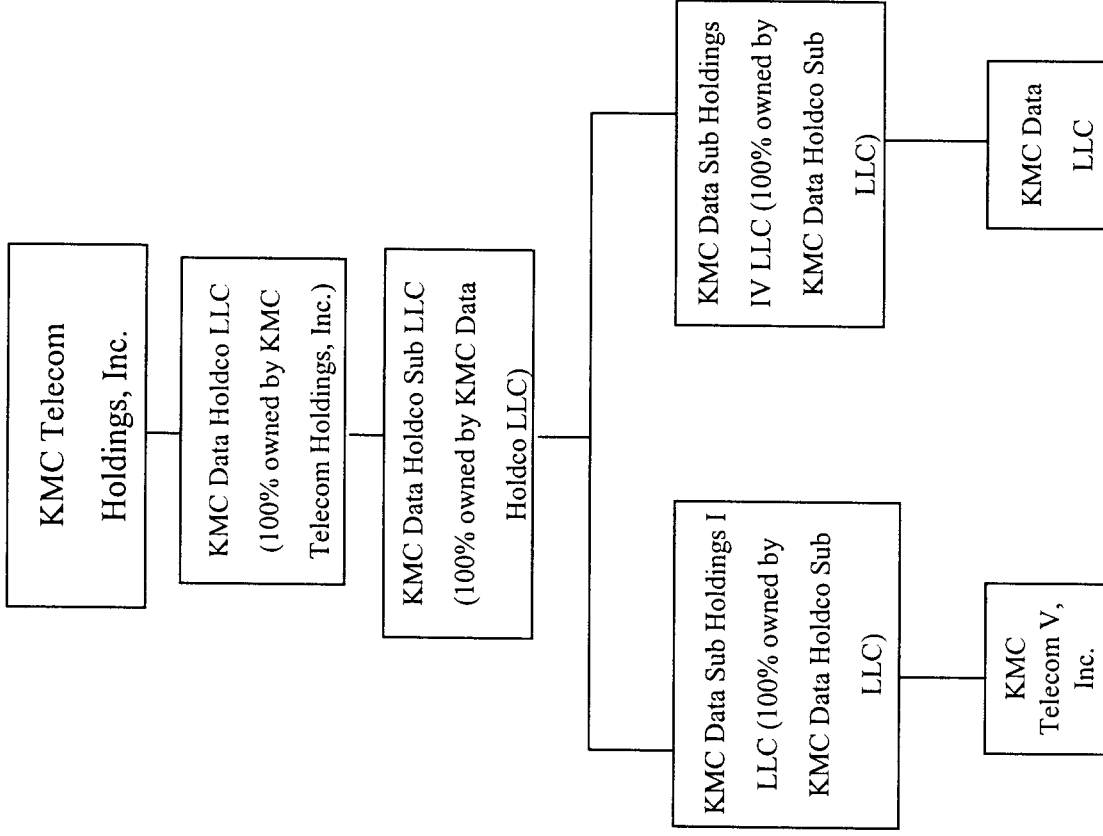 KMC Telecom
Holdings, Inc.
KMC Data Holdco LLC
(100% owned by KMC
Telecom Holdings, Inc.)
KMC Data Holdco Sub LLC
(100% owned by KMC Data
Holdco LLC)
KMC Data Sub Holdings I
LLC (100% owned by
KMC Data Holdco Sub
LLC)
KMC Data Sub Holdings
IV LLC (100% owned by
KMC Data Holdco Sub
LLC)
KMC
Telecom V,
Inc.
KMC Data
LLC